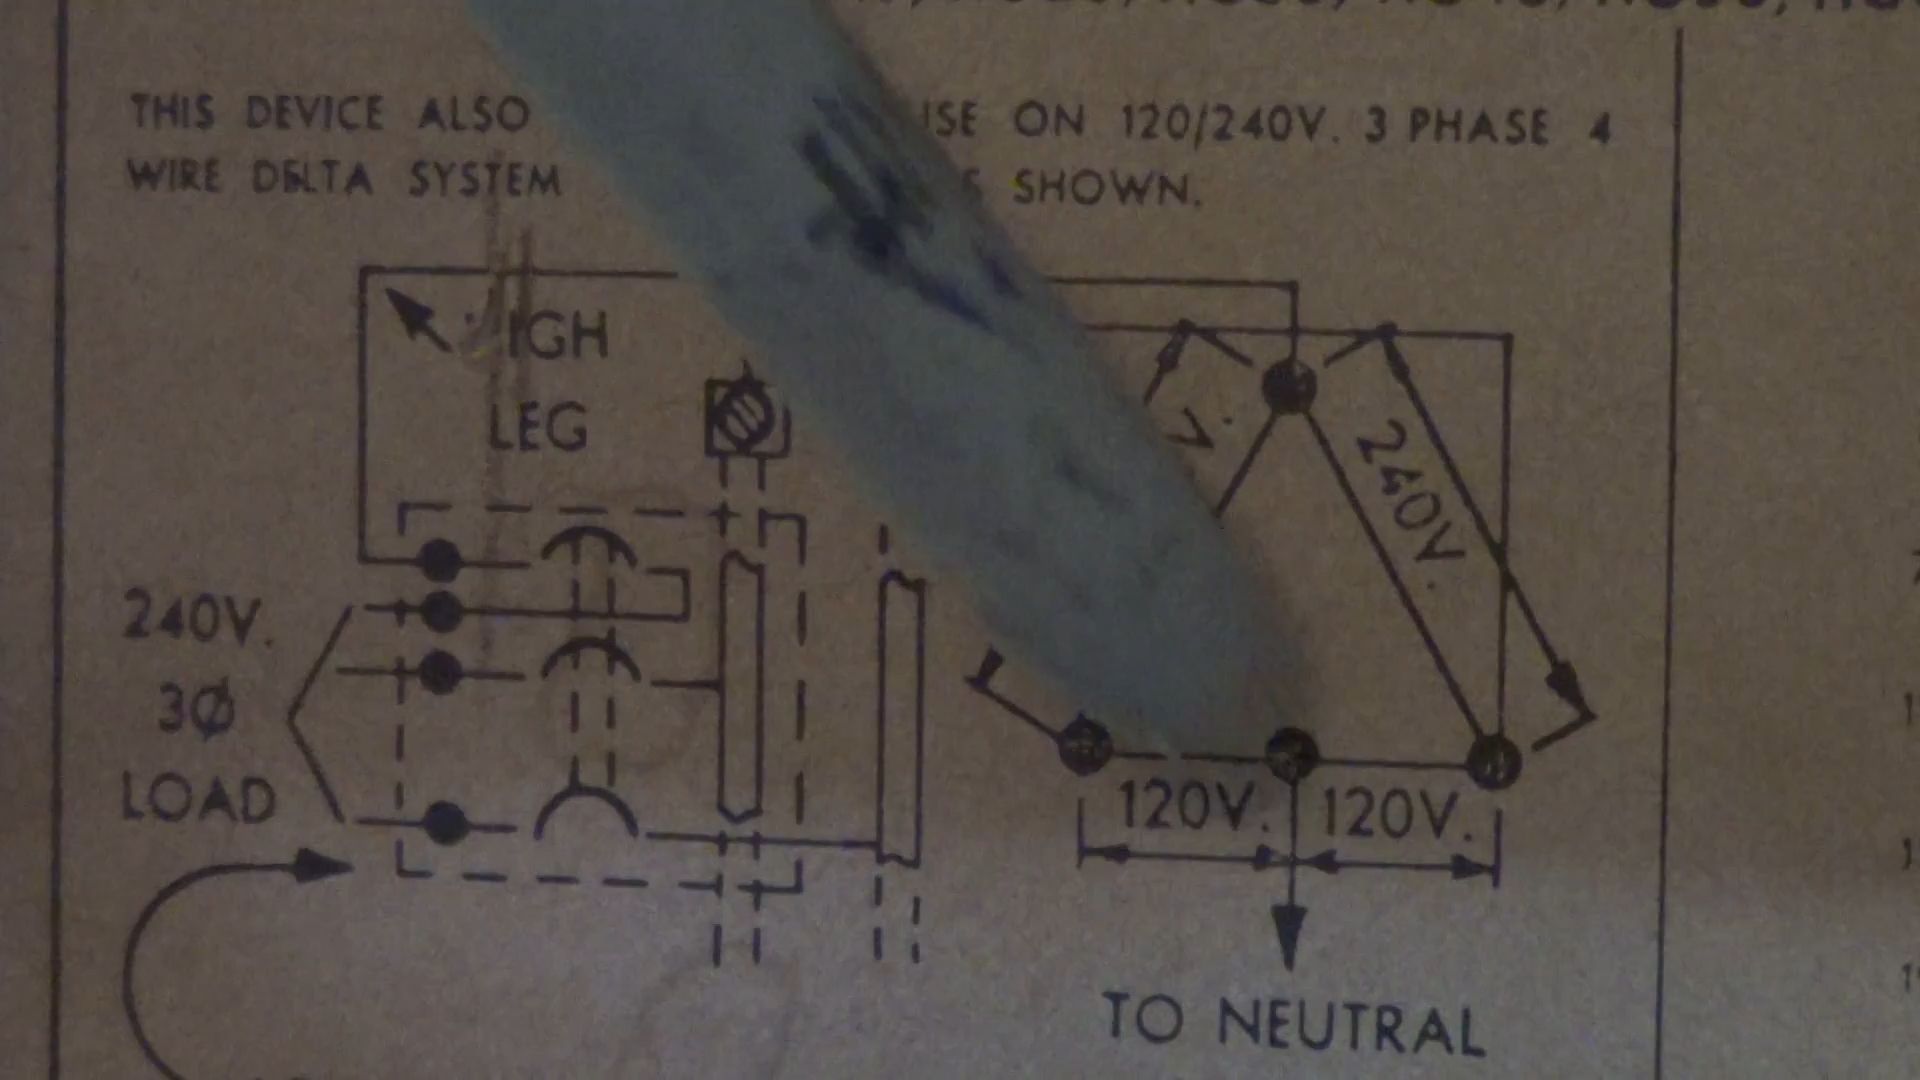 THIS DEVICE ALSO
ON 120/240V. 3 PHASE 4
WIRE DELTA SYSTEM
SHOWN.
IGH
LEG
240V.
240V.
3Ø
LOAD
120V. 120V.
TO NEUTRAL